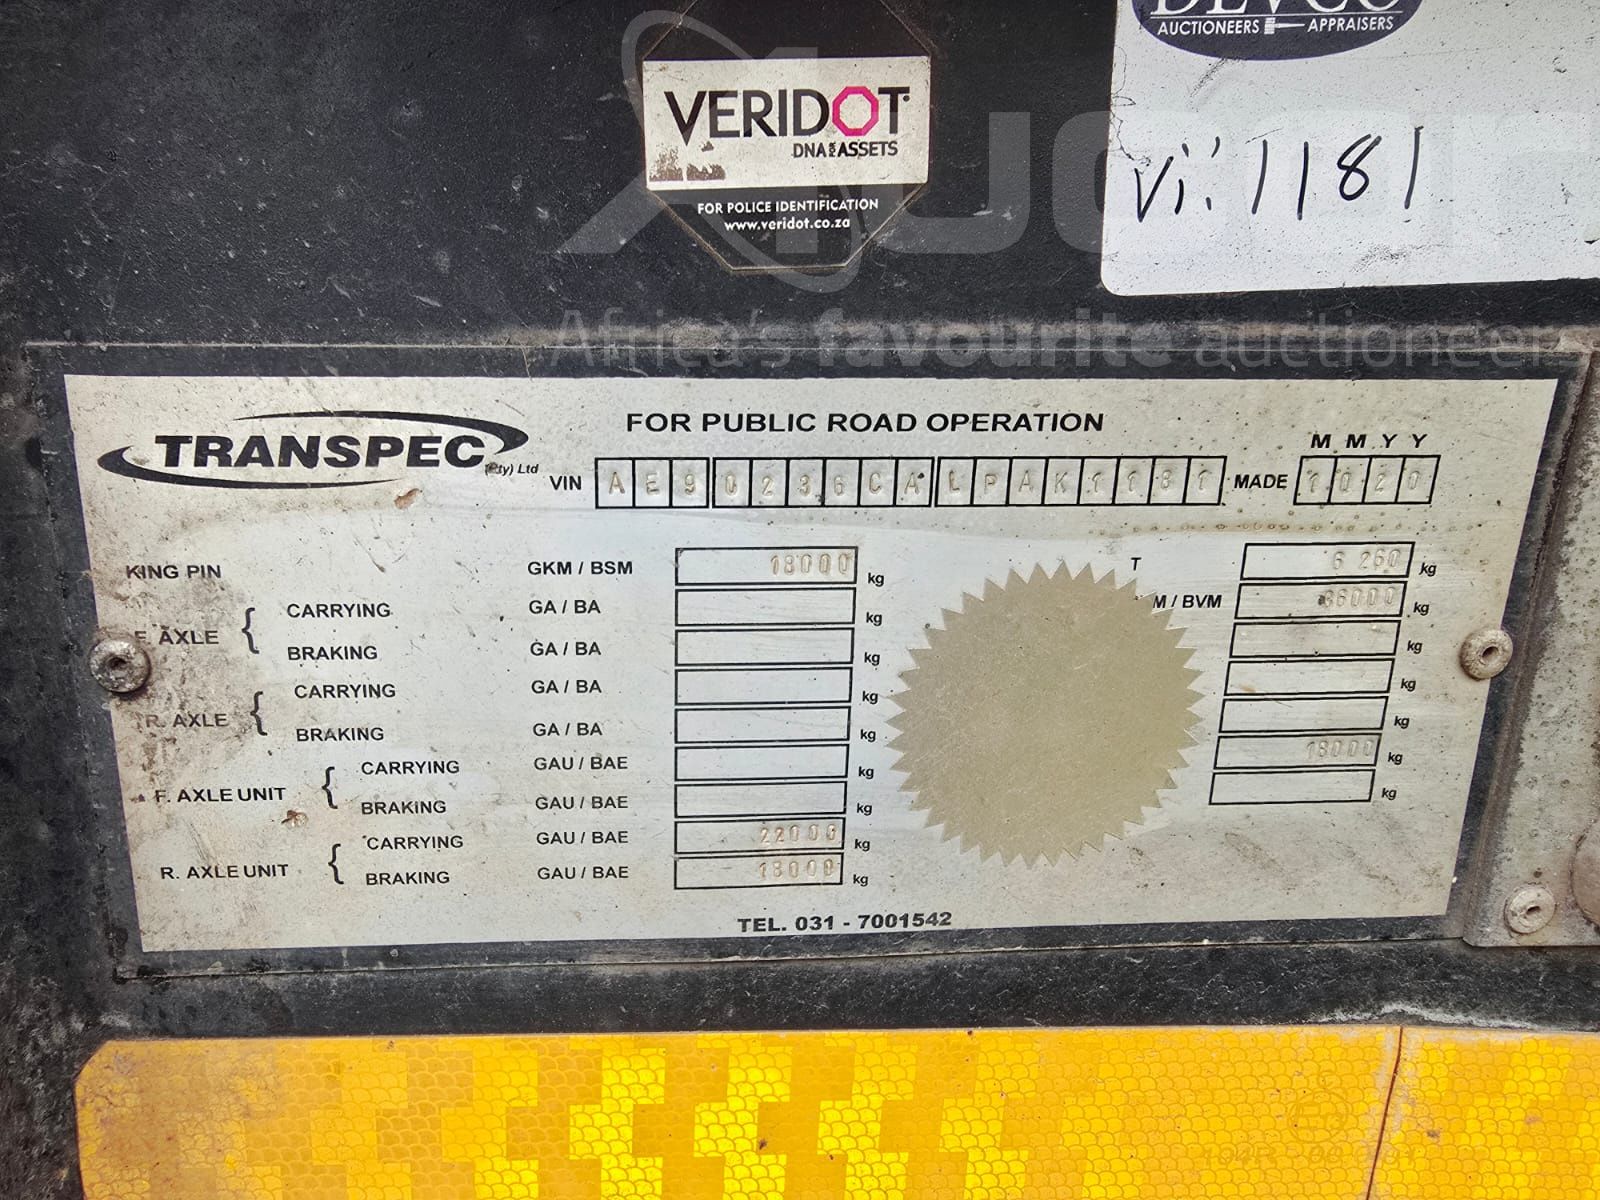 DEVCO
AUCTIONEERS APPRAISERS
VERIDOT
DNA FOR ASSETS
FOR POLICE IDENTIFICATION
www.veridot.co.za
Vi: 1181
Africa's favourite auctioneer
TRANSPEC
(Pty) Ltd
FOR PUBLIC ROAD OPERATION
VIN AE90236CALPAK1181
M M Y Y
MADE 1020
KING PIN GKM / BSM 18000 kg T 6 260 kg
F. AXLE CARRYING GA / BA kg M / BVM 36000 kg
BRAKING GA / BA kg kg
R. AXLE CARRYING GA / BA kg kg
BRAKING GA / BA kg kg
F. AXLE UNIT CARRYING GAU / BAE kg 18000 kg
BRAKING GAU / BAE kg kg
R. AXLE UNIT CARRYING GAU / BAE 22000 kg
BRAKING GAU / BAE 18000 kg
TEL. 031 - 7001542